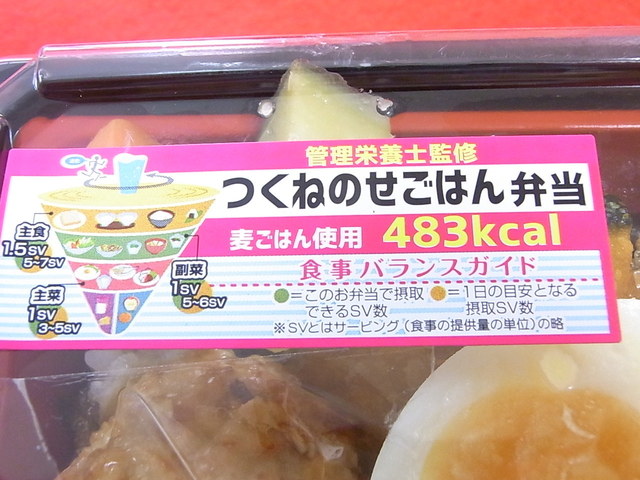 管理栄養士監修
つくねのせごはん弁当
麦ごはん使用 483kcal
食事バランスガイド
主食
1.5SV
5~7SV
副菜
1SV
5~6SV
主菜
1SV
3~5SV
●=このお弁当で摂取
できるSV数
●=1日の目安となる
摂取SV数
※SVとはサービング(食事の提供量の単位)の略